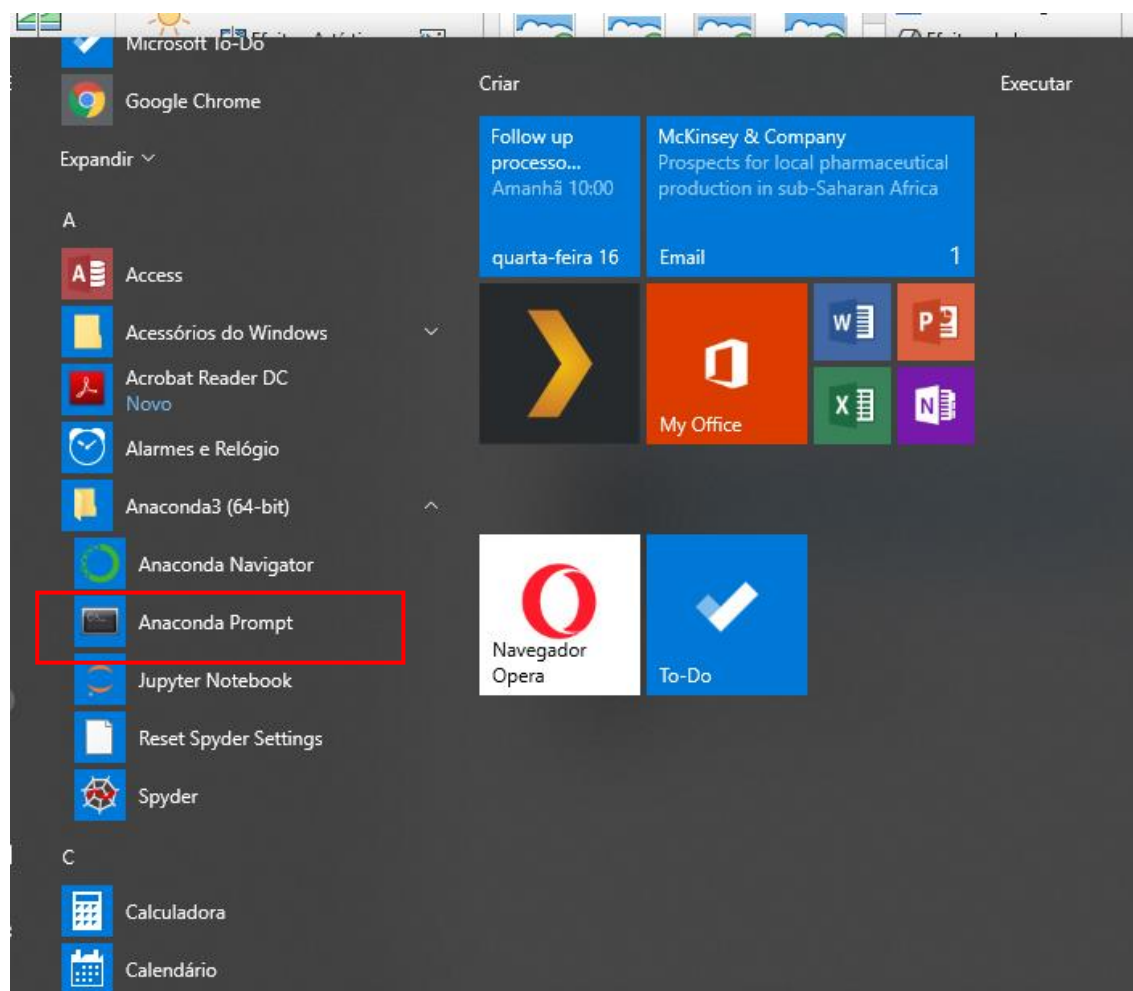 Microsoft To-Do
Google Chrome
Expandir
A
Access
Acessórios do Windows
Acrobat Reader DC
Novo
Alarmes e Relógio
Anaconda3 (64-bit)
Anaconda Navigator
Anaconda Prompt
Jupyter Notebook
Reset Spyder Settings
Spyder
C
Calculadora
Calendário
Criar
Follow up
processo...
Amanhã 10:00
quarta-feira 16
McKinsey & Company
Prospects for local pharmaceutical
production in sub-Saharan Africa
Email 1
My Office
Navegador
Opera
To-Do
Executar